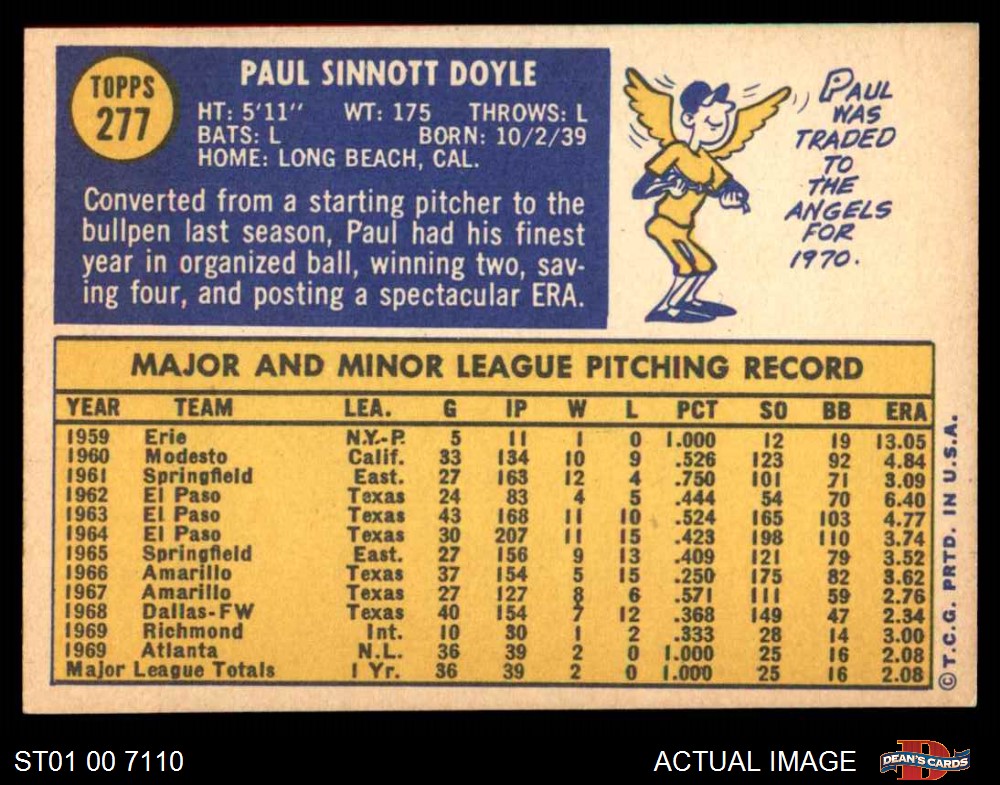 TOPPS
277
PAUL SINNOTT DOYLE
HT: 5'11" WT: 175 THROWS: L
BATS: L BORN: 10/2/39
HOME: LONG BEACH, CAL.
Converted from a starting pitcher to the
bullpen last season, Paul had his finest
year in organized ball, winning two, sav-
ing four, and posting a spectacular ERA.
PAUL
WAS
TRADED
TO
THE
ANGELS
FOR
1970.
MAJOR AND MINOR LEAGUE PITCHING RECORD
YEAR TEAM LEA. G IP W L PCT SO BB ERA
1959 Erie N.Y.-P. 5 11 1 0 1.000 12 19 13.05
1960 Modesto Calif. 33 134 10 9 .526 123 92 4.84
1961 Springfield East. 27 163 12 4 .750 101 71 3.09
1962 El Paso Texas 24 83 4 5 .444 54 70 6.40
1963 El Paso Texas 43 168 11 10 .524 165 103 4.77
1964 El Paso Texas 30 207 11 15 .423 198 110 3.74
1965 Springfield East. 27 156 9 13 .409 121 79 3.52
1966 Amarillo Texas 37 154 5 15 .250 175 82 3.62
1967 Amarillo Texas 27 127 8 6 .571 111 59 2.76
1968 Dallas-FW Texas 40 154 7 12 .368 149 47 2.34
1969 Richmond Int. 10 30 1 2 .333 28 14 3.00
1969 Atlanta N.L. 36 39 2 0 1.000 25 16 2.08
Major League Totals 1 Yr. 36 39 2 0 1.000 25 16 2.08
©T.C.G. PRTD. IN U.S.A.
ST01 00 7110
ACTUAL IMAGE
D
DEAN'S CARDS